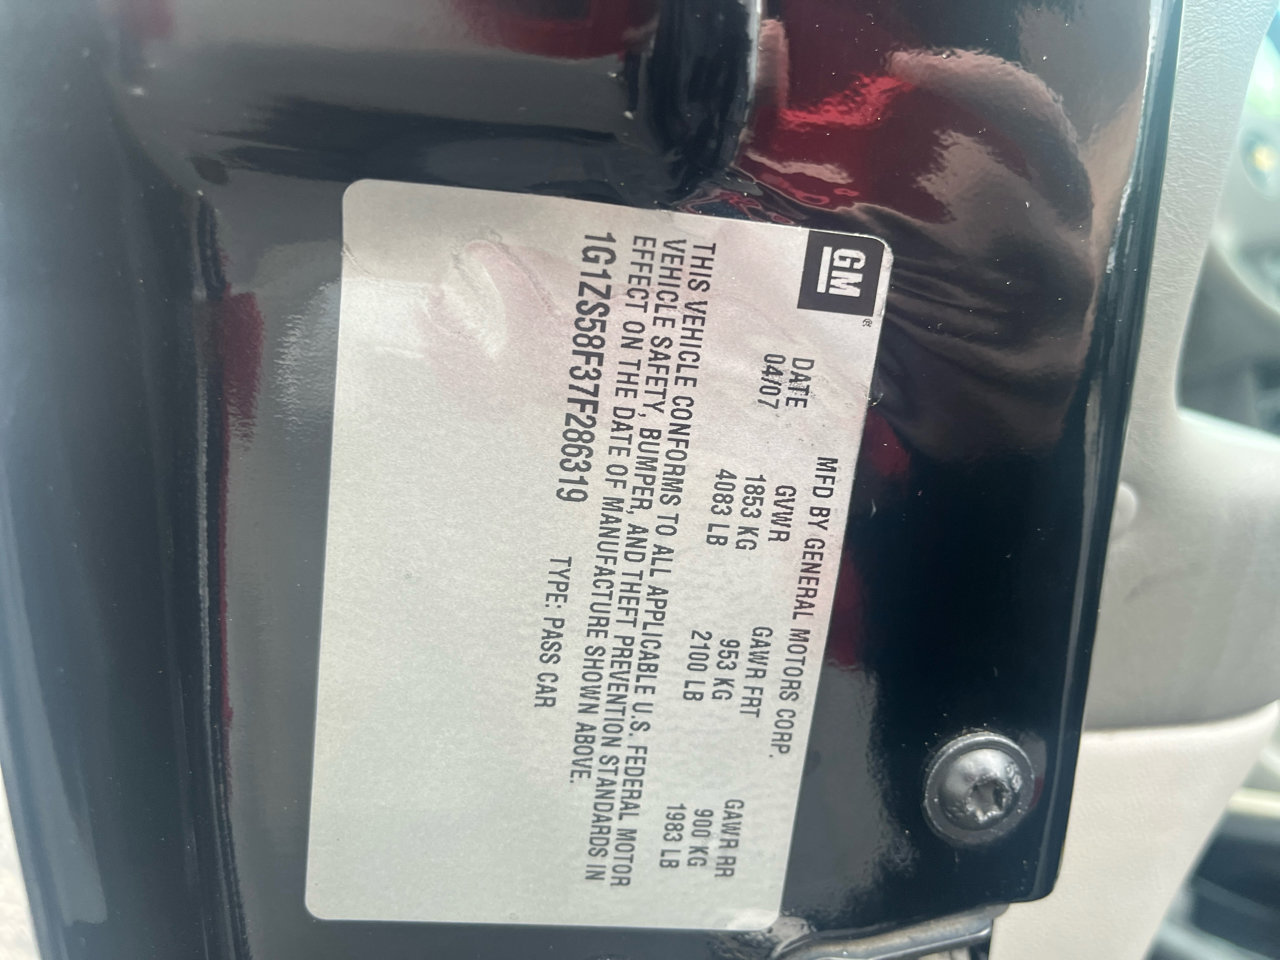 GM®
MFD BY GENERAL MOTORS CORP.
DATE GVWR GAWR FRT GAWR RR
04/07 1853 KG 953 KG 900 KG
4083 LB 2100 LB 1983 LB
THIS VEHICLE CONFORMS TO ALL APPLICABLE U.S. FEDERAL MOTOR
VEHICLE SAFETY, BUMPER, AND THEFT PREVENTION STANDARDS IN
EFFECT ON THE DATE OF MANUFACTURE SHOWN ABOVE.
1G1ZS58F37F286319 TYPE: PASS CAR